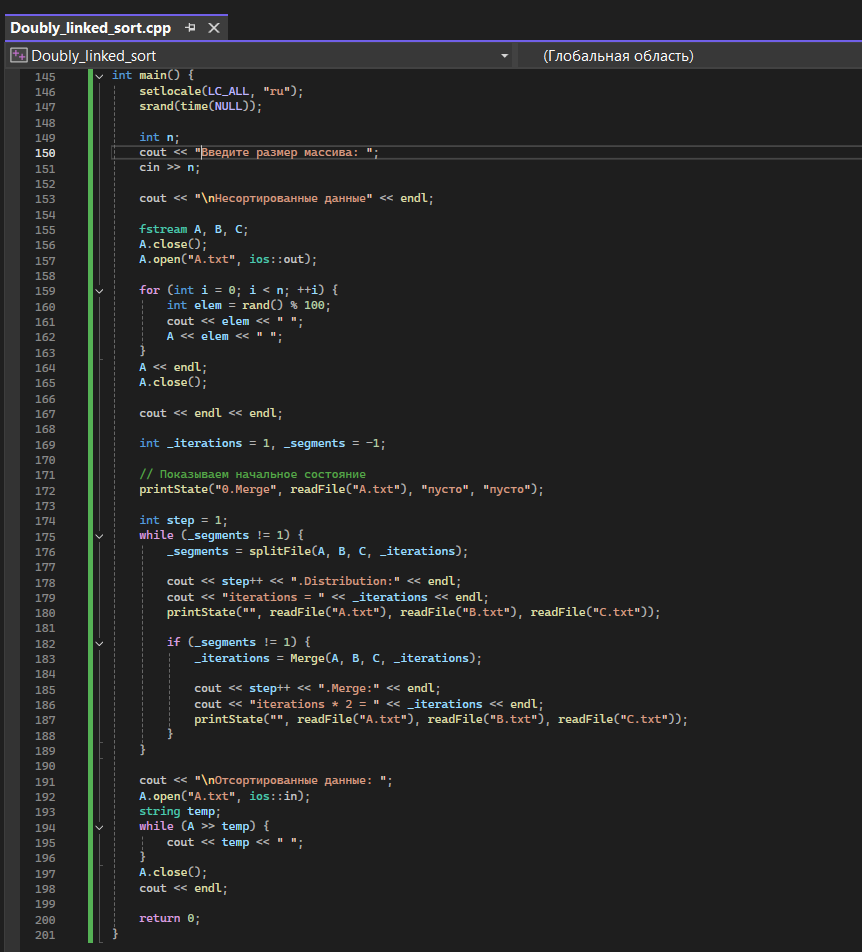 Doubly_linked_sort.cpp
Doubly_linked_sort (Глобальная область)
145 int main() {
146 setlocale(LC_ALL, "ru");
147 srand(time(NULL));
148
149 int n;
150 cout << "Введите размер массива: ";
151 cin >> n;
152
153 cout << "\nНесортированные данные" << endl;
154
155 fstream A, B, C;
156 A.close();
157 A.open("A.txt", ios::out);
158
159 for (int i = 0; i < n; ++i) {
160 int elem = rand() % 100;
161 cout << elem << " ";
162 A << elem << " ";
163 }
164 A << endl;
165 A.close();
166
167 cout << endl << endl;
168
169 int _iterations = 1, _segments = -1;
170
171 // Показываем начальное состояние
172 printState("0.Merge", readFile("A.txt"), "пусто", "пусто");
173
174 int step = 1;
175 while (_segments != 1) {
176 _segments = splitFile(A, B, C, _iterations);
177
178 cout << step++ << ".Distribution:" << endl;
179 cout << "iterations = " << _iterations << endl;
180 printState("", readFile("A.txt"), readFile("B.txt"), readFile("C.txt"));
181
182 if (_segments != 1) {
183 _iterations = Merge(A, B, C, _iterations);
184
185 cout << step++ << ".Merge:" << endl;
186 cout << "iterations * 2 = " << _iterations << endl;
187 printState("", readFile("A.txt"), readFile("B.txt"), readFile("C.txt"));
188 }
189 }
190
191 cout << "\nОтсортированные данные: ";
192 A.open("A.txt", ios::in);
193 string temp;
194 while (A >> temp) {
195 cout << temp << " ";
196 }
197 A.close();
198 cout << endl;
199
200 return 0;
201 }